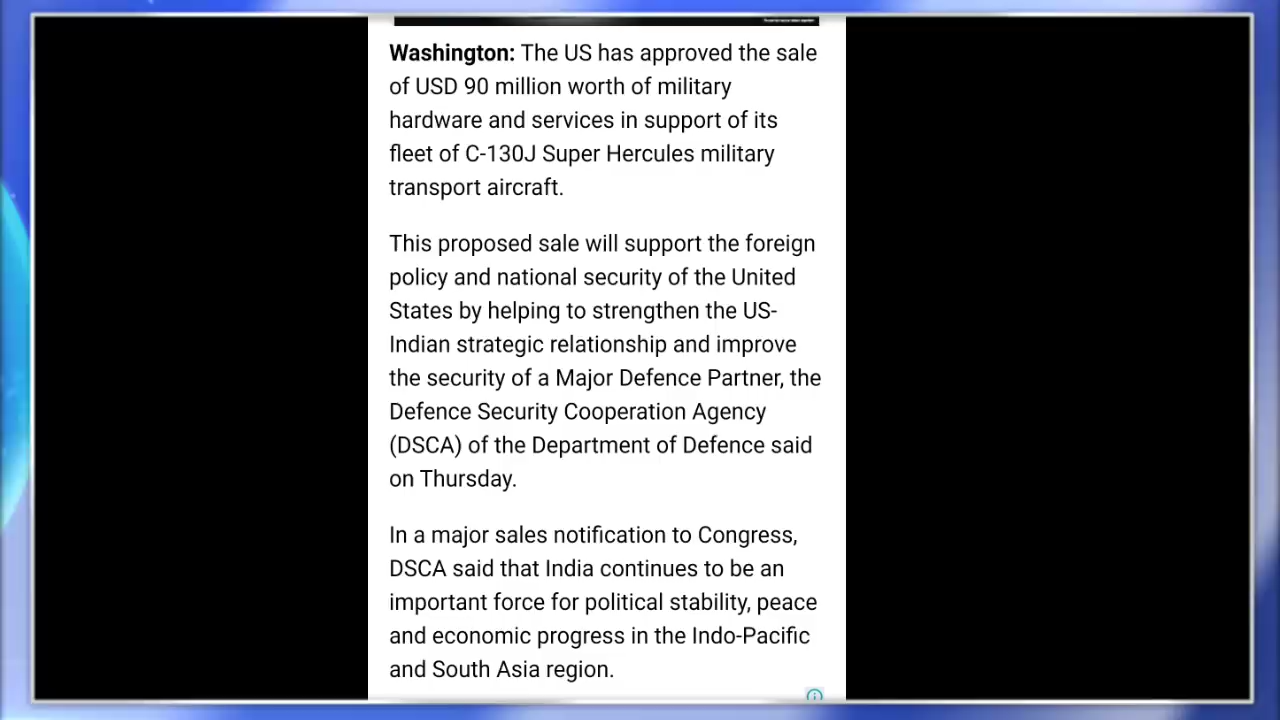 Washington: The US has approved the sale
of USD 90 million worth of military
hardware and services in support of its
fleet of C-130J Super Hercules military
transport aircraft.
This proposed sale will support the foreign
policy and national security of the United
States by helping to strengthen the US-
Indian strategic relationship and improve
the security of a Major Defence Partner, the
Defence Security Cooperation Agency
(DSCA) of the Department of Defence said
on Thursday.
In a major sales notification to Congress,
DSCA said that India continues to be an
important force for political stability, peace
and economic progress in the Indo-Pacific
and South Asia region.